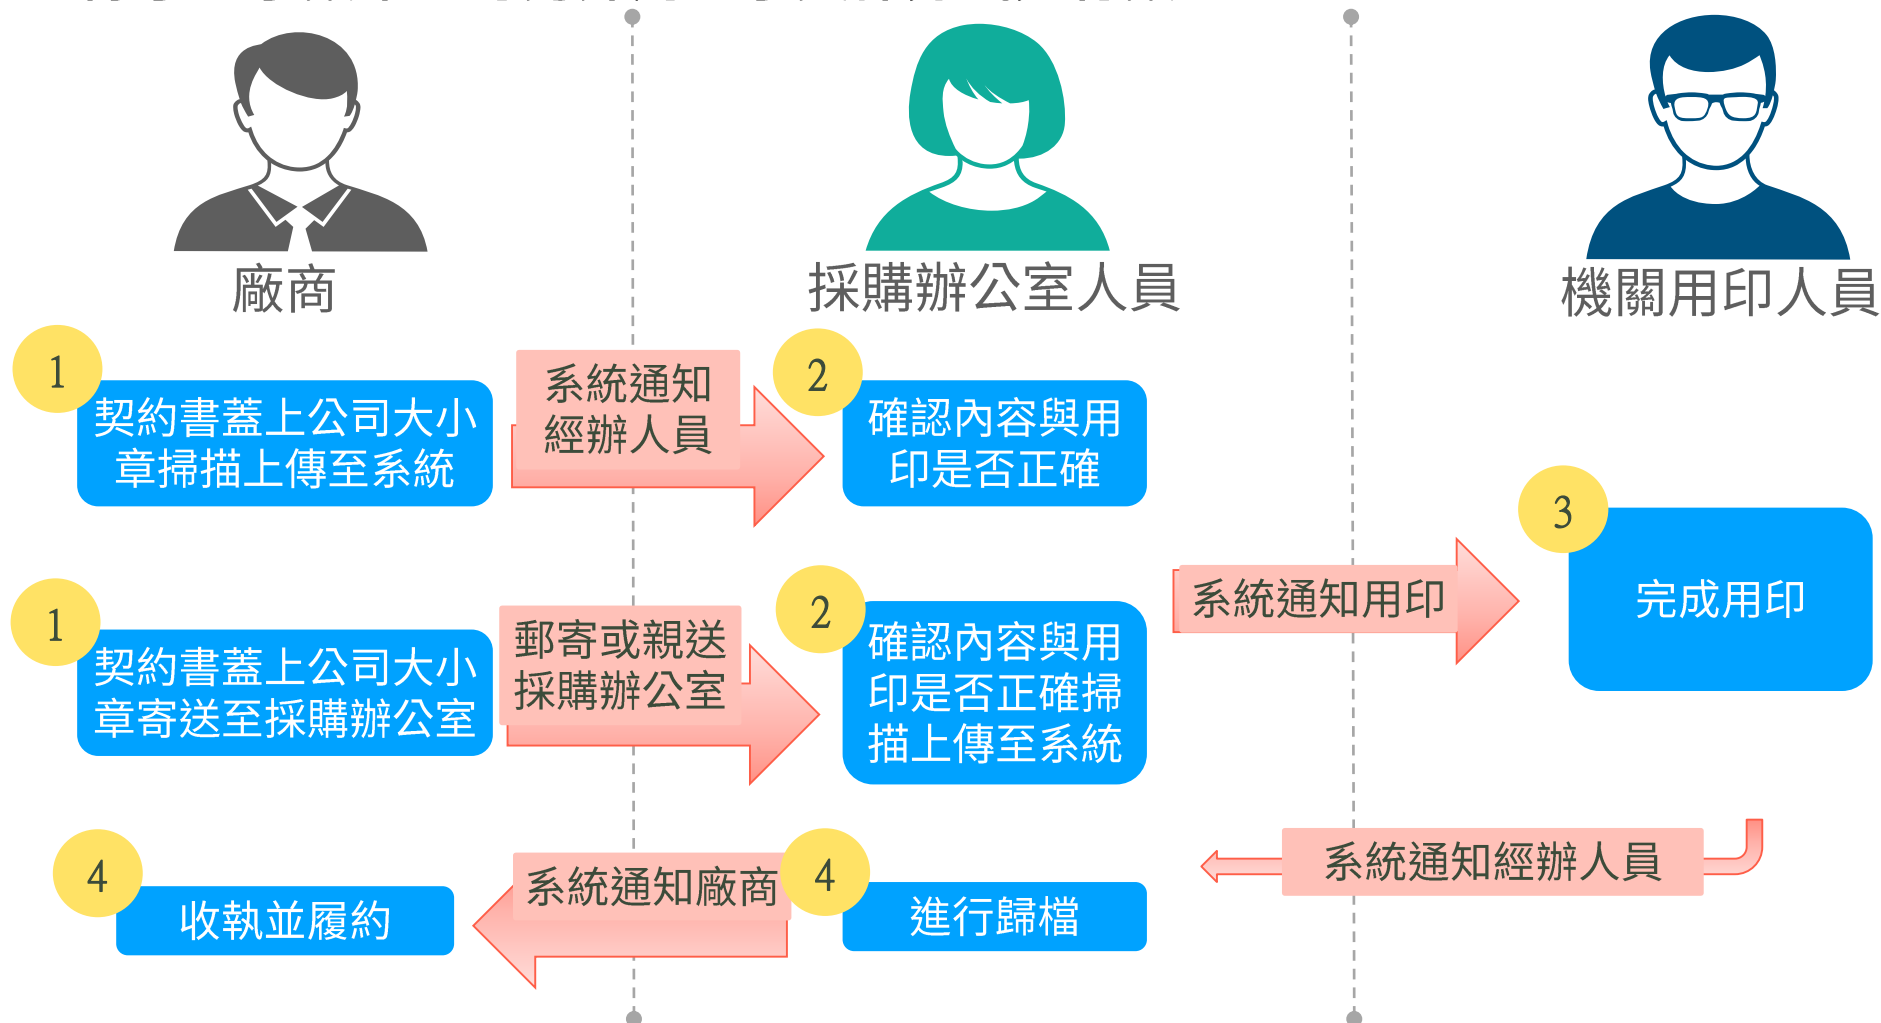 廠商
採購辦公室人員
機關用印人員
1
契約書蓋上公司大小
章掃描上傳至系統
系統通知
經辦人員
2
確認內容與用
印是否正確
1
契約書蓋上公司大小
章寄送至採購辦公室
郵寄或親送
採購辦公室
2
確認內容與用
印是否正確掃
描上傳至系統
系統通知用印
3
完成用印
系統通知經辦人員
4
進行歸檔
系統通知廠商
4
收執並履約